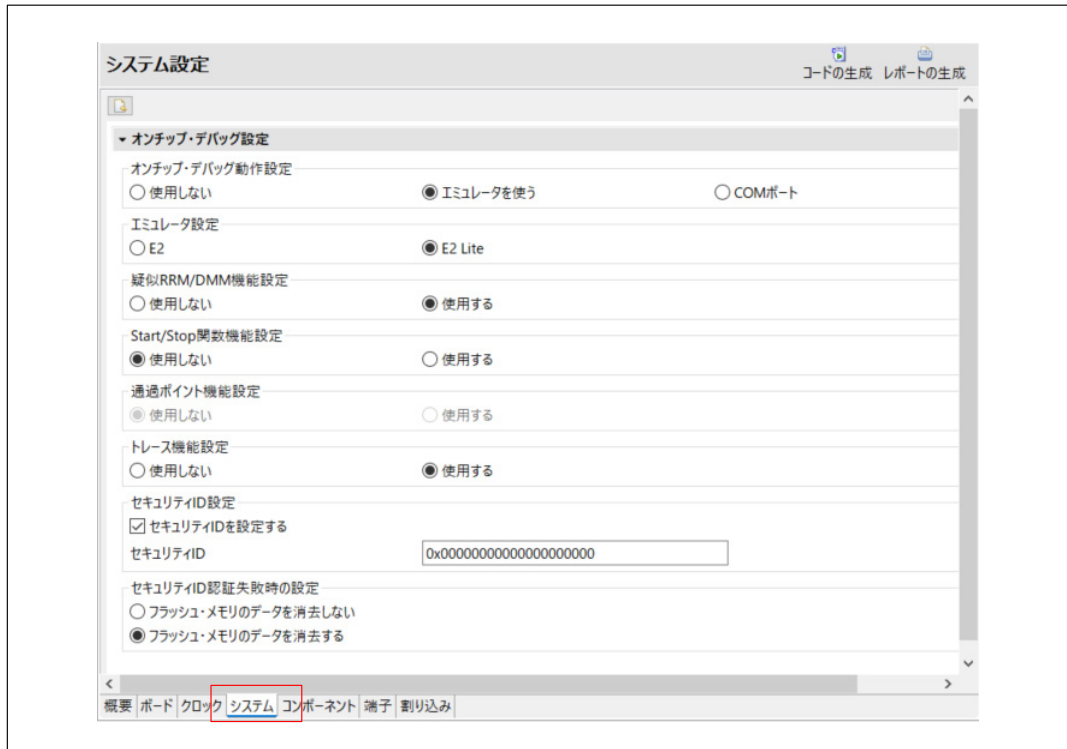 システム設定
コードの生成 レポートの生成
オンチップ・デバッグ設定
オンチップ・デバッグ動作設定
使用しない エミュレータを使う COMポート
エミュレータ設定
E2 E2 Lite
疑似RRM/DMM機能設定
使用しない 使用する
Start/Stop関数機能設定
使用しない 使用する
通過ポイント機能設定
使用しない 使用する
トレース機能設定
使用しない 使用する
セキュリティID設定
セキュリティIDを設定する
セキュリティID 0x00000000000000000000
セキュリティID認証失敗時の設定
フラッシュ・メモリのデータを消去しない
フラッシュ・メモリのデータを消去する
概要 ボード クロック システム コンポーネント 端子 割り込み